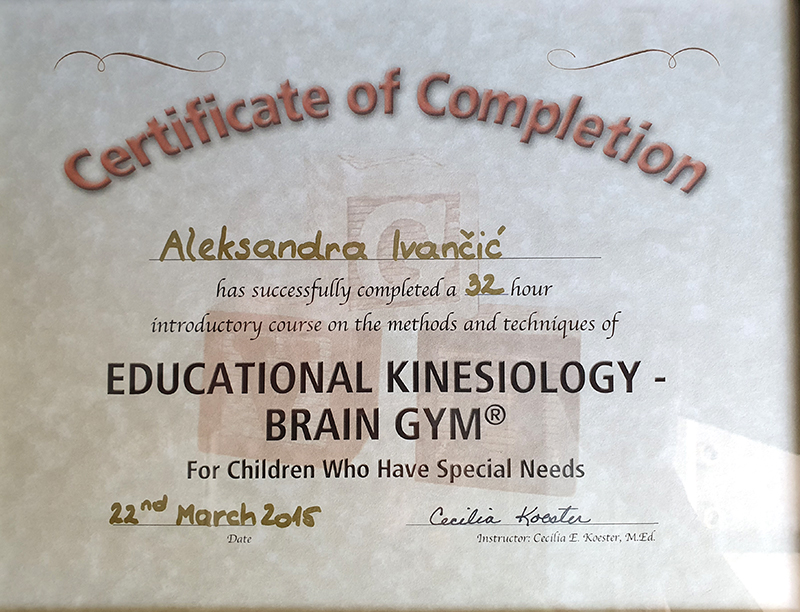 Certificate of Completion
Aleksandra Ivančić
has successfully completed a 32 hour
introductory course on the methods and techniques of
EDUCATIONAL KINESIOLOGY -
BRAIN GYM®
For Children Who Have Special Needs
22nd March 2015 Cecilia Koester
Date Instructor: Cecilia E. Koester, M.Ed.